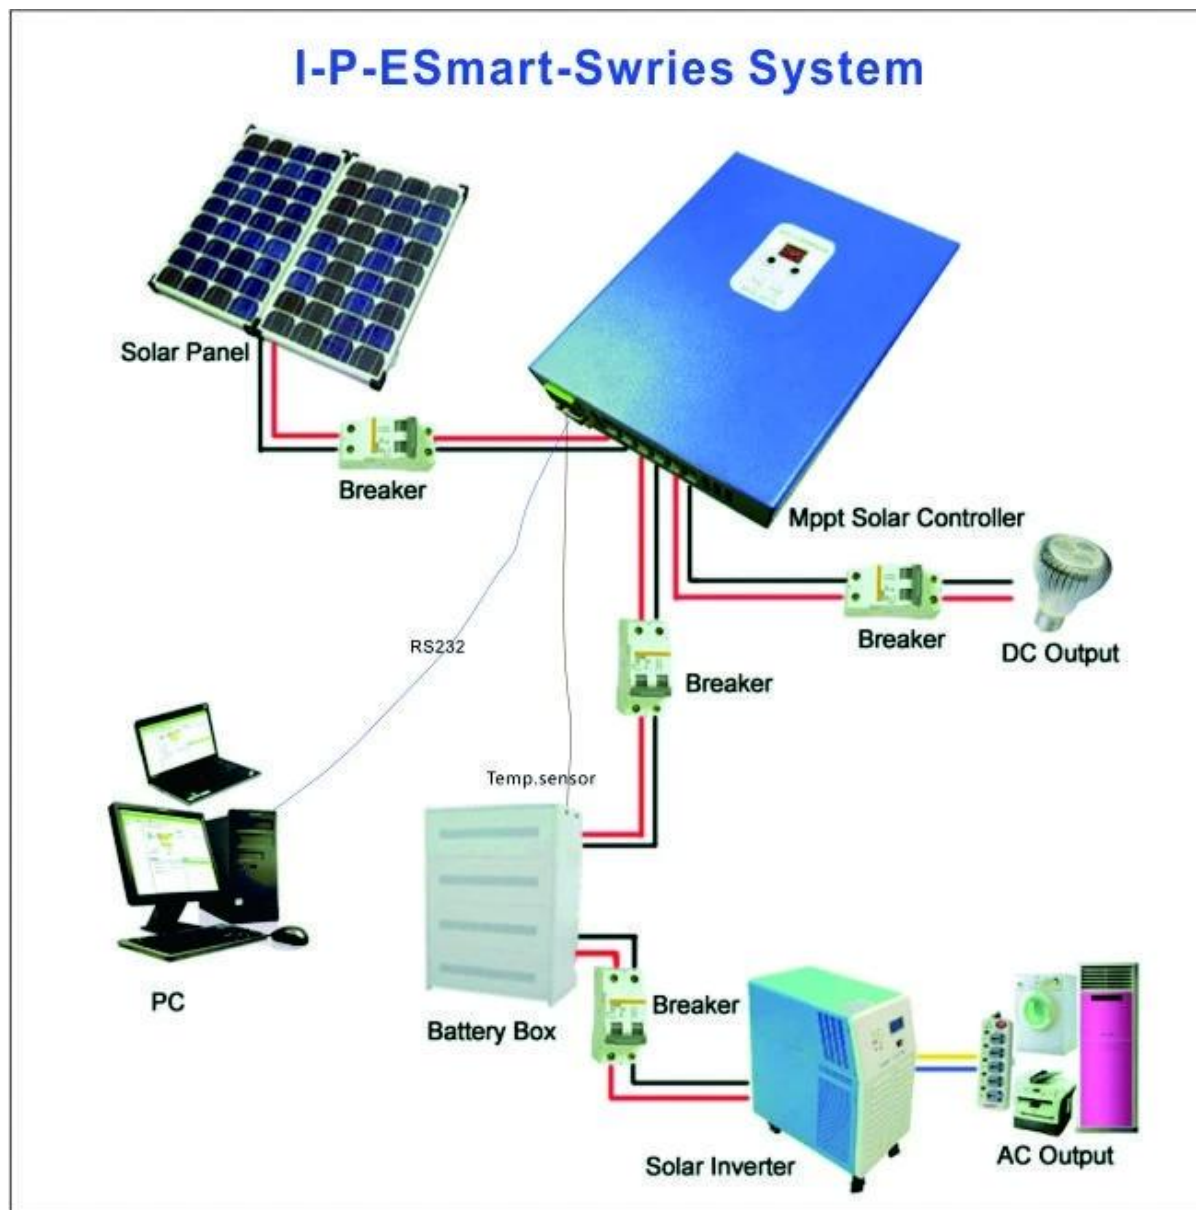 I-P-ESmart-Swries System
Solar Panel
Breaker
Mppt Solar Controller
Breaker
DC Output
RS232
Breaker
Temp.sensor
PC
Battery Box
Breaker
Solar Inverter
AC Output